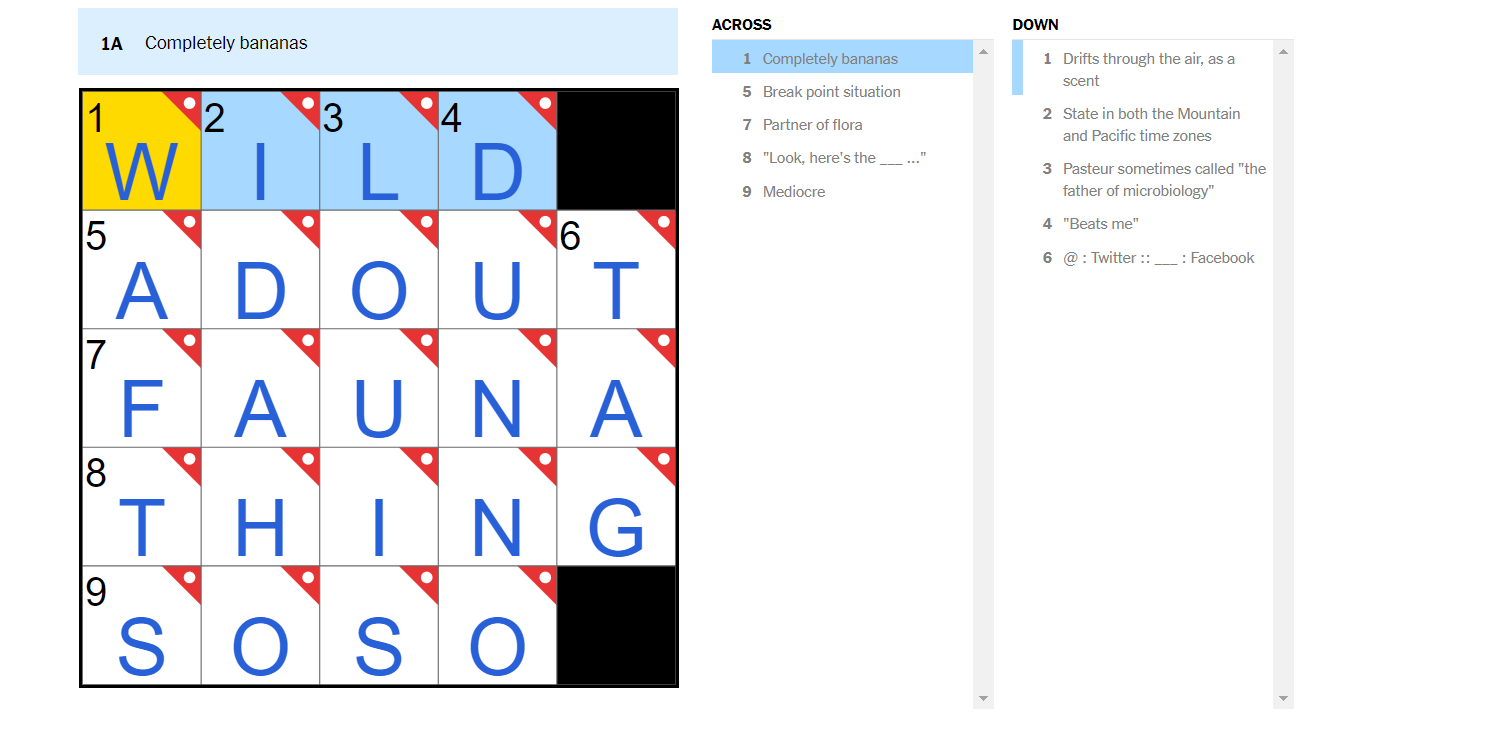 1A Completely bananas
1 2 3 4
W I L D
5 6
A D O U T
7
F A U N A
8
T H I N G
9
S O S O
ACROSS
1 Completely bananas
5 Break point situation
7 Partner of flora
8 "Look, here's the ___ ..."
9 Mediocre
DOWN
1 Drifts through the air, as a
scent
2 State in both the Mountain
and Pacific time zones
3 Pasteur sometimes called "the
father of microbiology"
4 "Beats me"
6 @ : Twitter :: ___ : Facebook